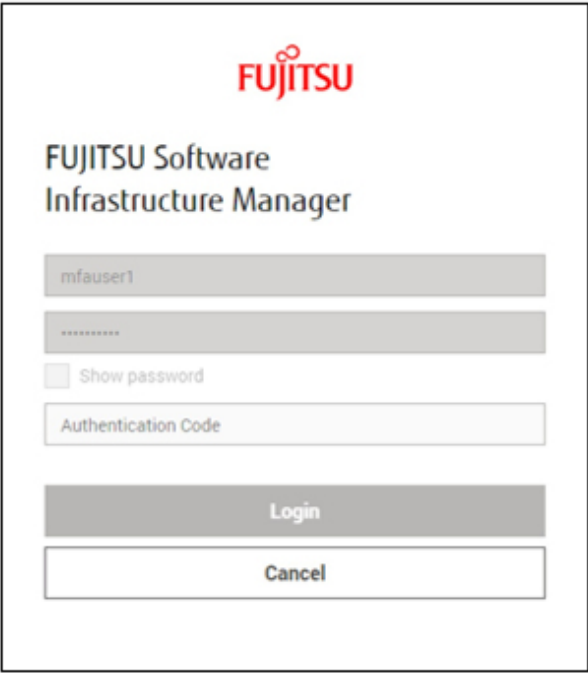 FUJITSU
FUJITSU Software
Infrastructure Manager
mfauser1
••••••••••
Show password
Authentication Code
Login
Cancel